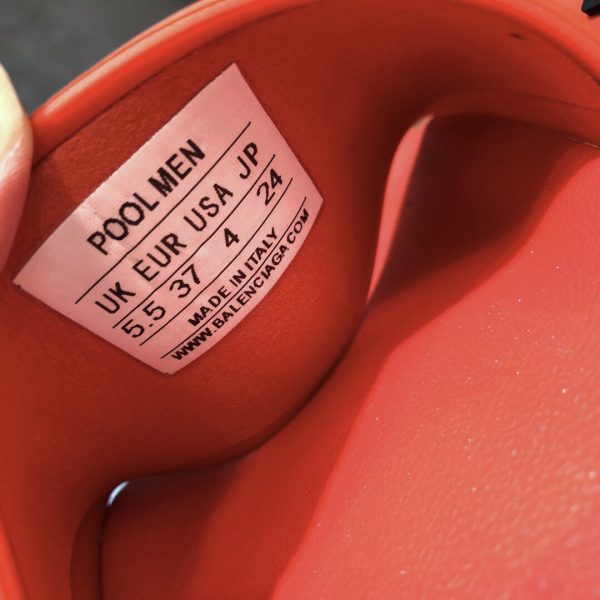 POOL MEN
UK EUR USA JP
5.5 37 4 24
MADE IN ITALY
WWW.BALENCIAGA.COM